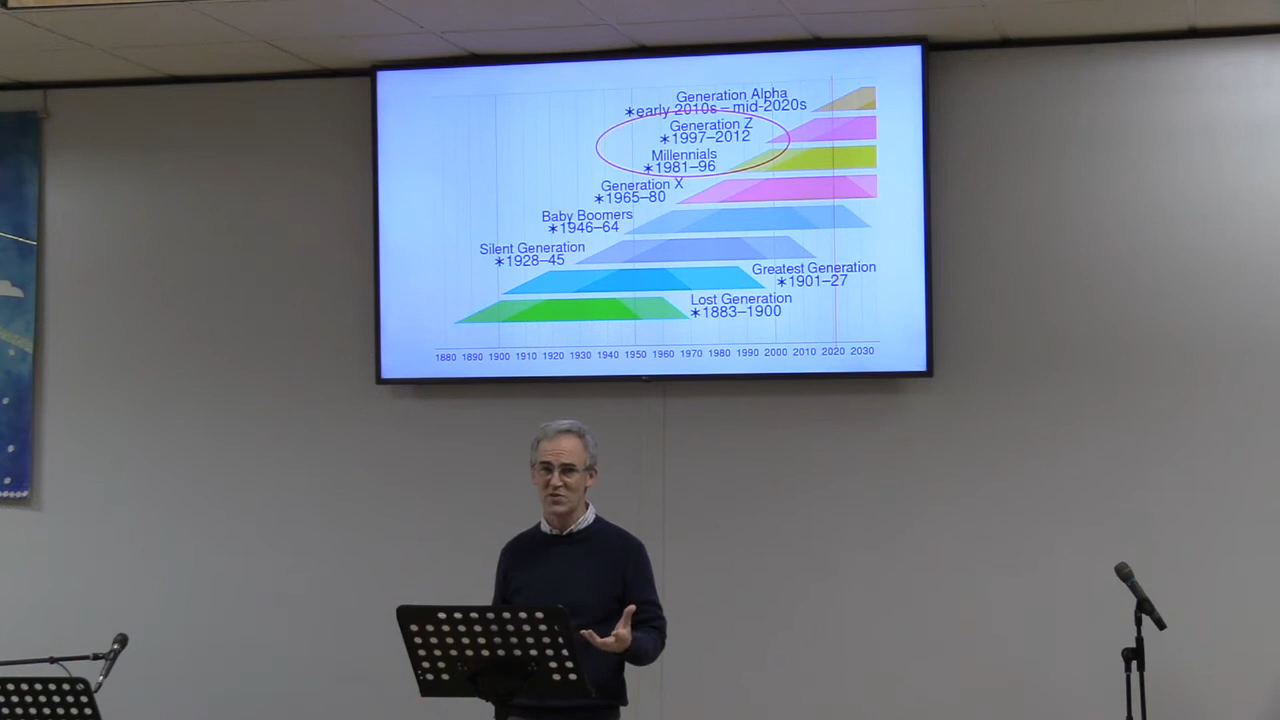 Generation Alpha
∗early 2010s – mid-2020s
Generation Z
∗1997–2012
Millennials
∗1981–96
Generation X
∗1965–80
Baby Boomers
∗1946–64
Silent Generation
∗1928–45
Greatest Generation
∗1901–27
Lost Generation
∗1883–1900
1880 1890 1900 1910 1920 1930 1940 1950 1960 1970 1980 1990 2000 2010 2020 2030